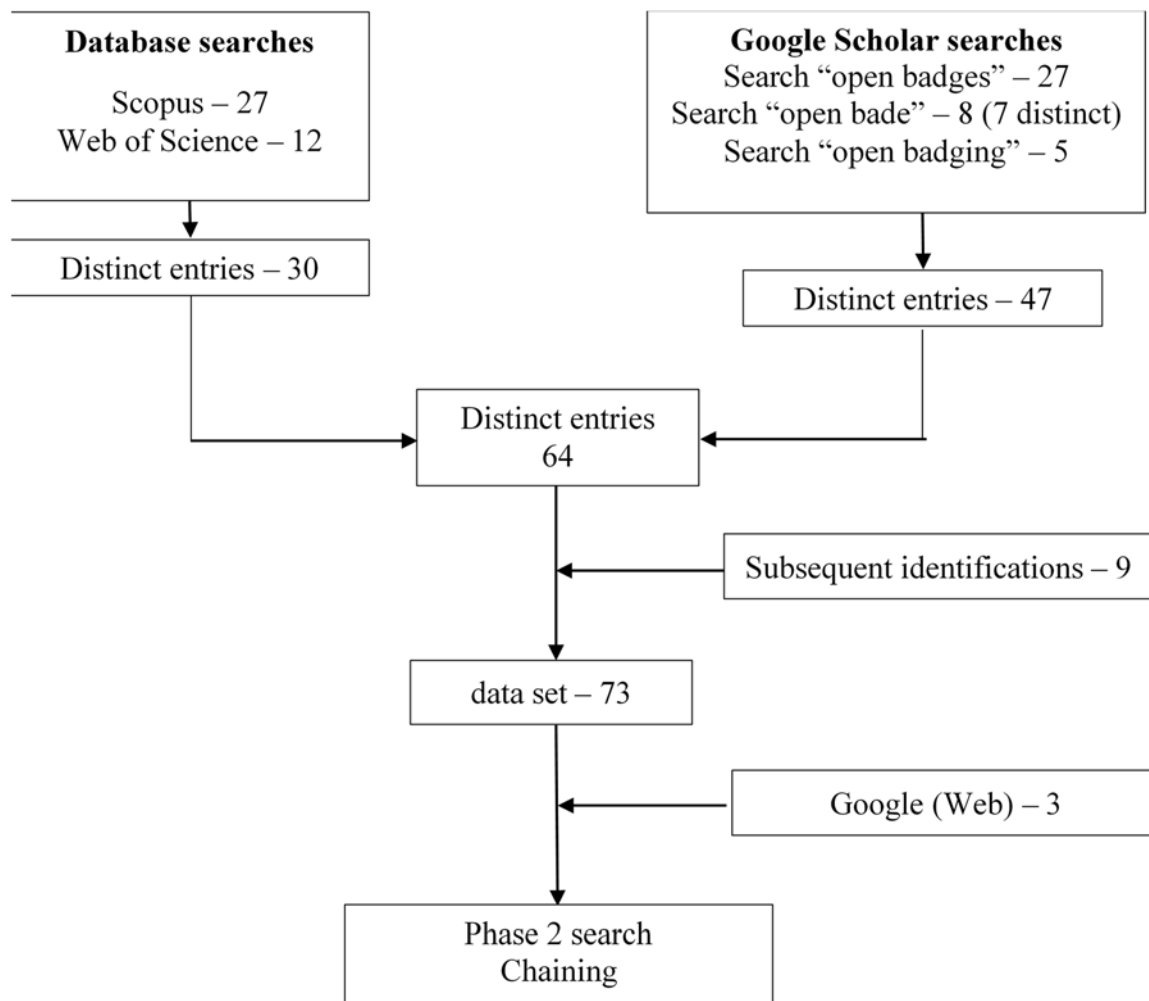 Database searches
Scopus – 27
Web of Science – 12
Google Scholar searches
Search “open badges” – 27
Search “open bade” – 8 (7 distinct)
Search “open badging” – 5
Distinct entries – 30
Distinct entries – 47
Distinct entries
64
Subsequent identifications – 9
data set – 73
Google (Web) – 3
Phase 2 search
Chaining